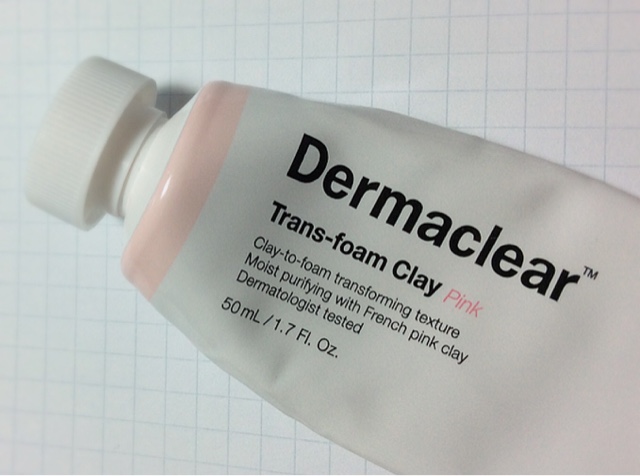 Dermaclear™
Trans-foam Clay Pink
Clay-to-foam transforming texture
Moist purifying with French pink clay
Dermatologist tested
50 mL / 1.7 Fl. Oz.